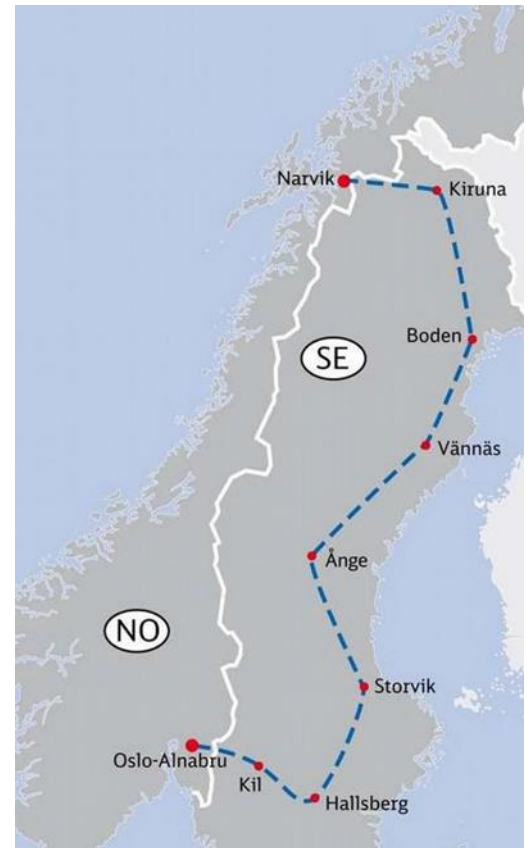 Narvik
Kiruna
Boden
SE
Vännäs
Ånge
NO
Storvik
Oslo-Alnabru
Kil
Hallsberg